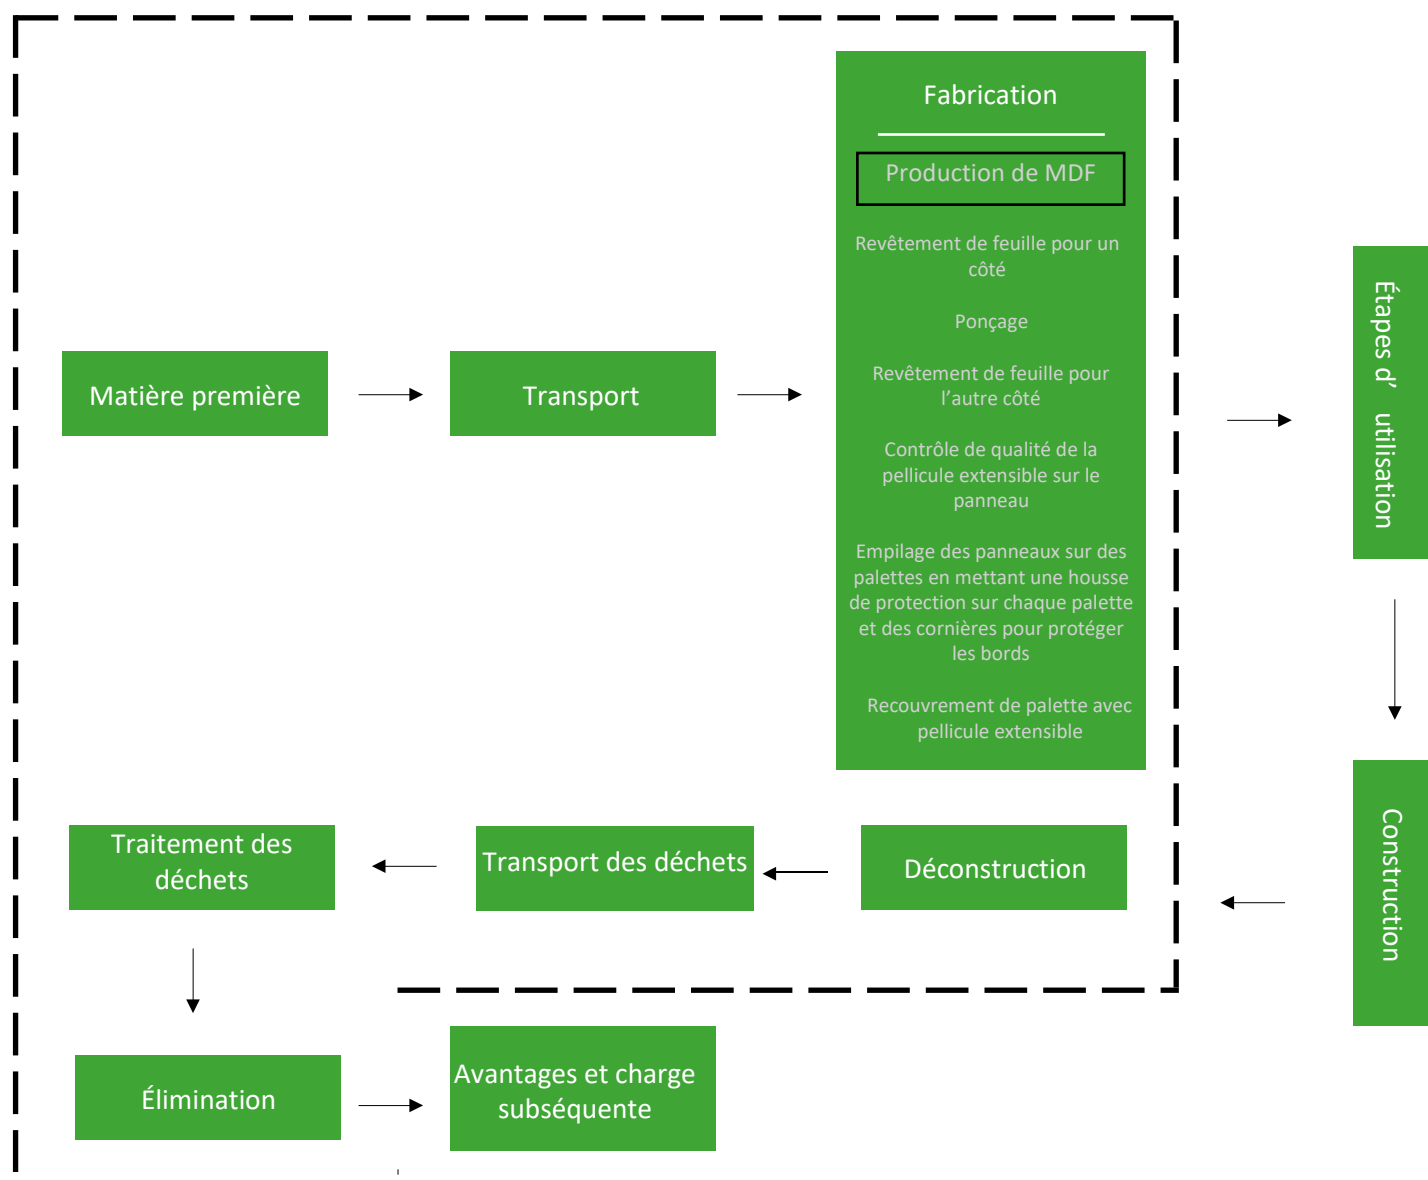 Fabrication
Production de MDF
Revêtement de feuille pour un
côté
Ponçage
Revêtement de feuille pour
l’autre côté
Contrôle de qualité de la
pellicule extensible sur le
panneau
Empilage des panneaux sur des
palettes en mettant une housse
de protection sur chaque palette
et des cornières pour protéger
les bords
Recouvrement de palette avec
pellicule extensible
Matière première
Transport
Étapes d’ utilisation
Construction
Déconstruction
Transport des déchets
Traitement des
déchets
Élimination
Avantages et charge
subséquente